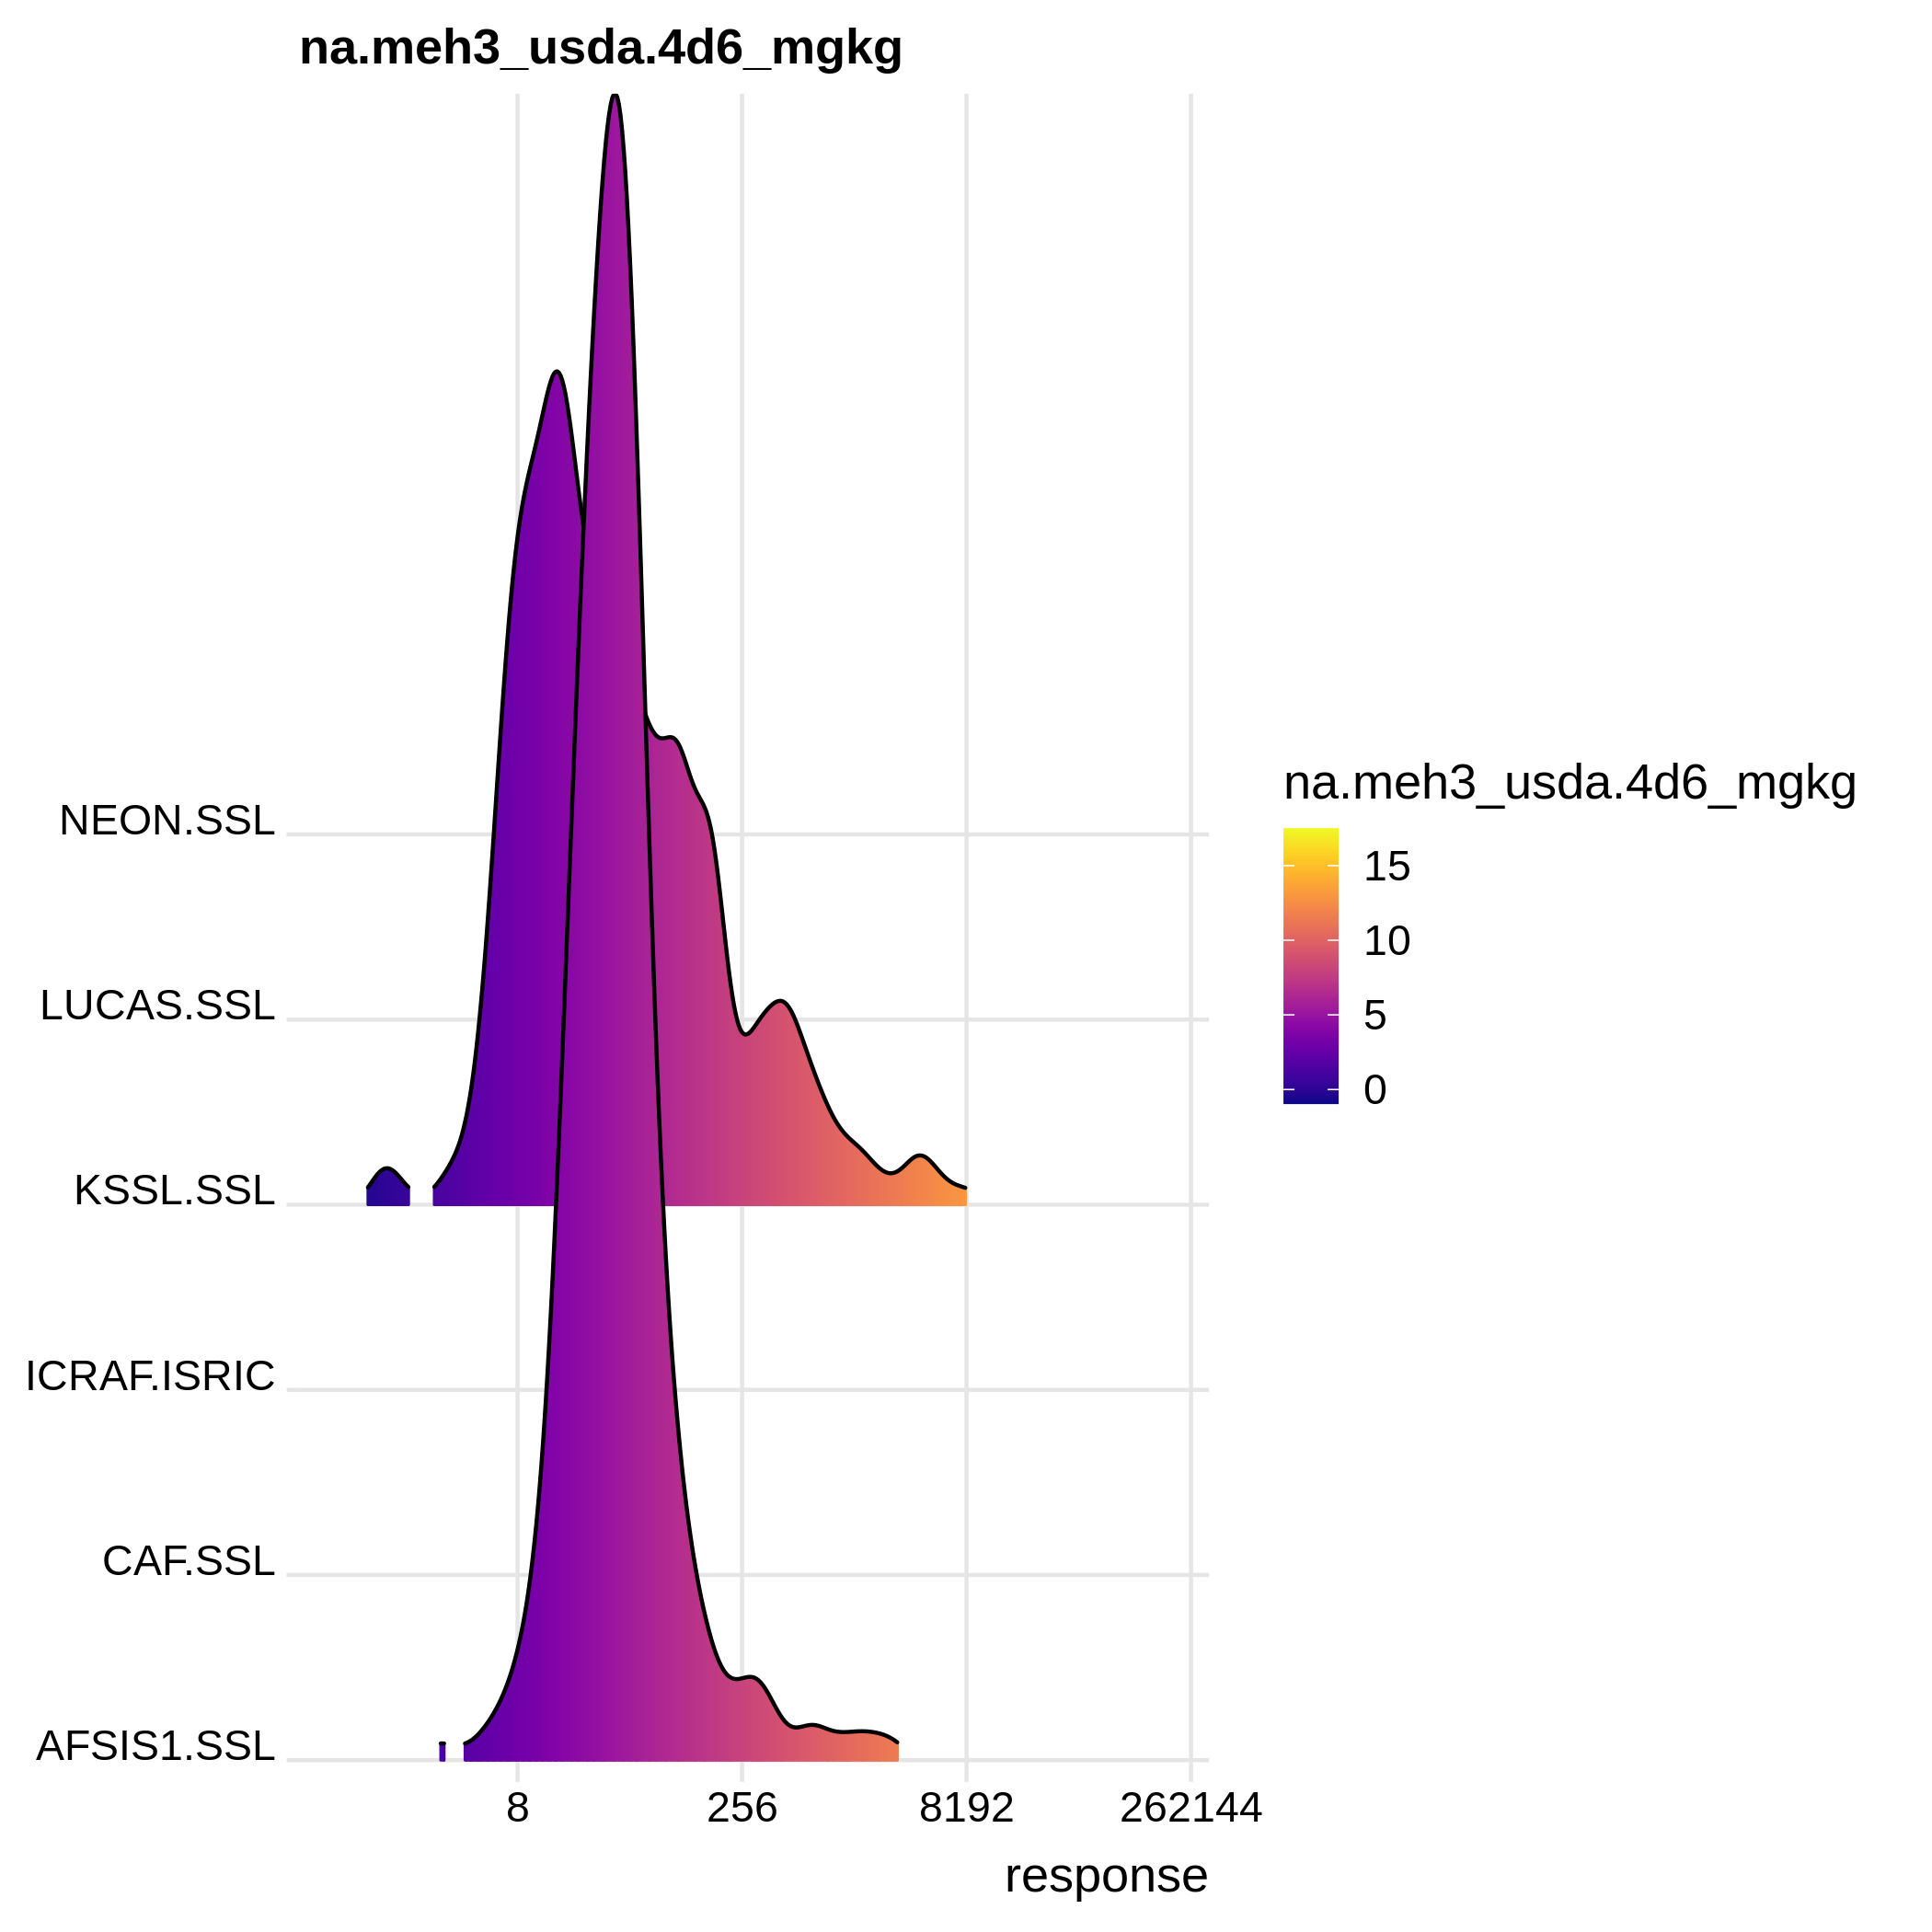 na.meh3_usda.4d6_mgkg
NEON.SSL
LUCAS.SSL
KSSL.SSL
ICRAF.ISRIC
CAF.SSL
AFSIS1.SSL
8
256
8192
262144
response
na.meh3_usda.4d6_mgkg
15
10
5
0